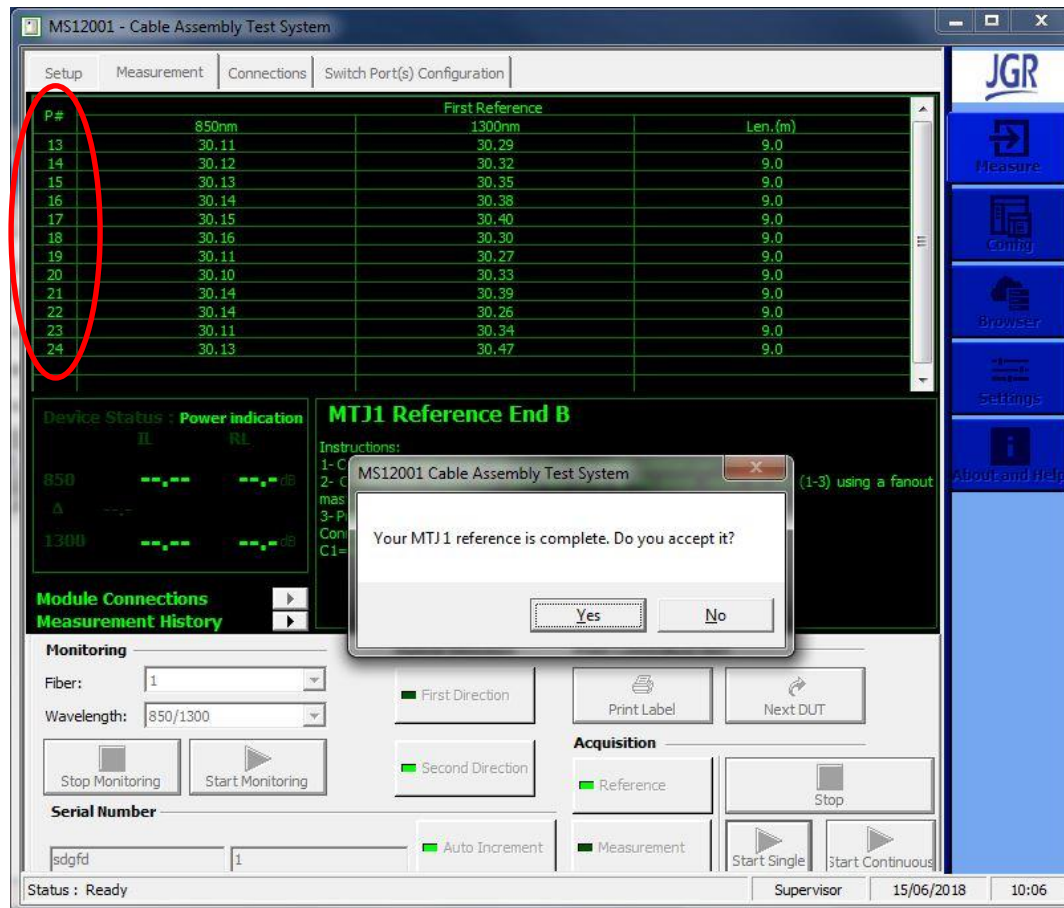 MS12001 - Cable Assembly Test System
Setup Measurement Connections Switch Port(s) Configuration
JGR
P# First Reference
850nm 1300nm Len.(m)
13 30.11 30.29 9.0
14 30.12 30.32 9.0
15 30.13 30.35 9.0
16 30.14 30.38 9.0
17 30.15 30.40 9.0
18 30.16 30.30 9.0
19 30.11 30.27 9.0
20 30.10 30.33 9.0
21 30.14 30.39 9.0
22 30.14 30.26 9.0
23 30.11 30.34 9.0
24 30.13 30.47 9.0
Measure
Config
Browser
Settings
About and Help
Device Status : Power indication
IL RL
850 --.-- --.- dB
Δ --.-
1300 --.-- --.- dB
MTJ1 Reference End B
Instructions:
1- C
2- C (1-3) using a fanout
mas
3- P
Con
C1=
MS12001 Cable Assembly Test System
Your MTJ1 reference is complete. Do you accept it?
Yes No
Module Connections
Measurement History
Monitoring
Fiber: 1
Wavelength: 850/1300
Stop Monitoring Start Monitoring
Serial Number
sdgfd 1
First Direction
Second Direction
Auto Increment
Print Label Next DUT
Acquisition
Reference Stop
Measurement Start Single Start Continuous
Status : Ready Supervisor 15/06/2018 10:06